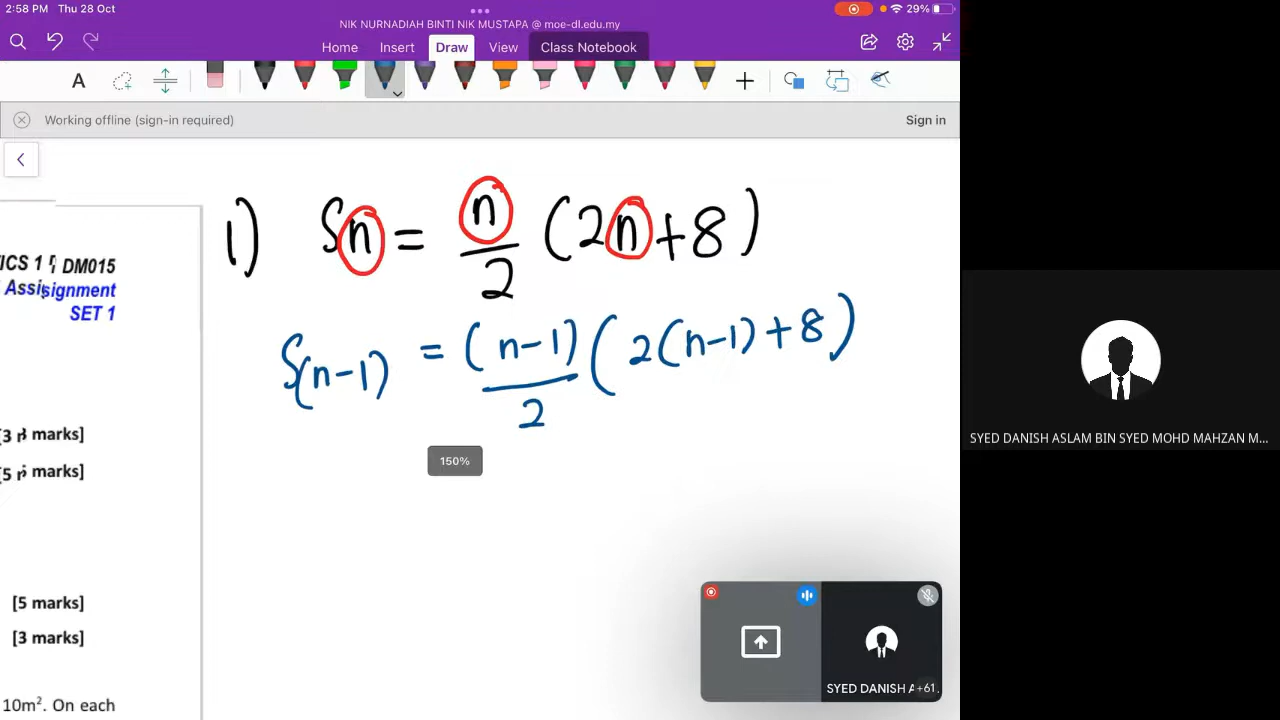 2:58 PM Thu 28 Oct
29%
NIK NURNADIAH BINTI NIK MUSTAPA @ moe-dl.edu.my
Home Insert Draw View Class Notebook
A
Working offline (sign-in required) Sign in
ICS 1 DM015
Assignment
SET 1
1) Sn = n/2 (2n+8)
S(n-1) = (n-1)/2 (2(n-1)+8)
marks]
marks]
150%
[5 marks]
[3 marks]
10m². On each
SYED DANISH A +61
SYED DANISH ASLAM BIN SYED MOHD MAHZAN M...